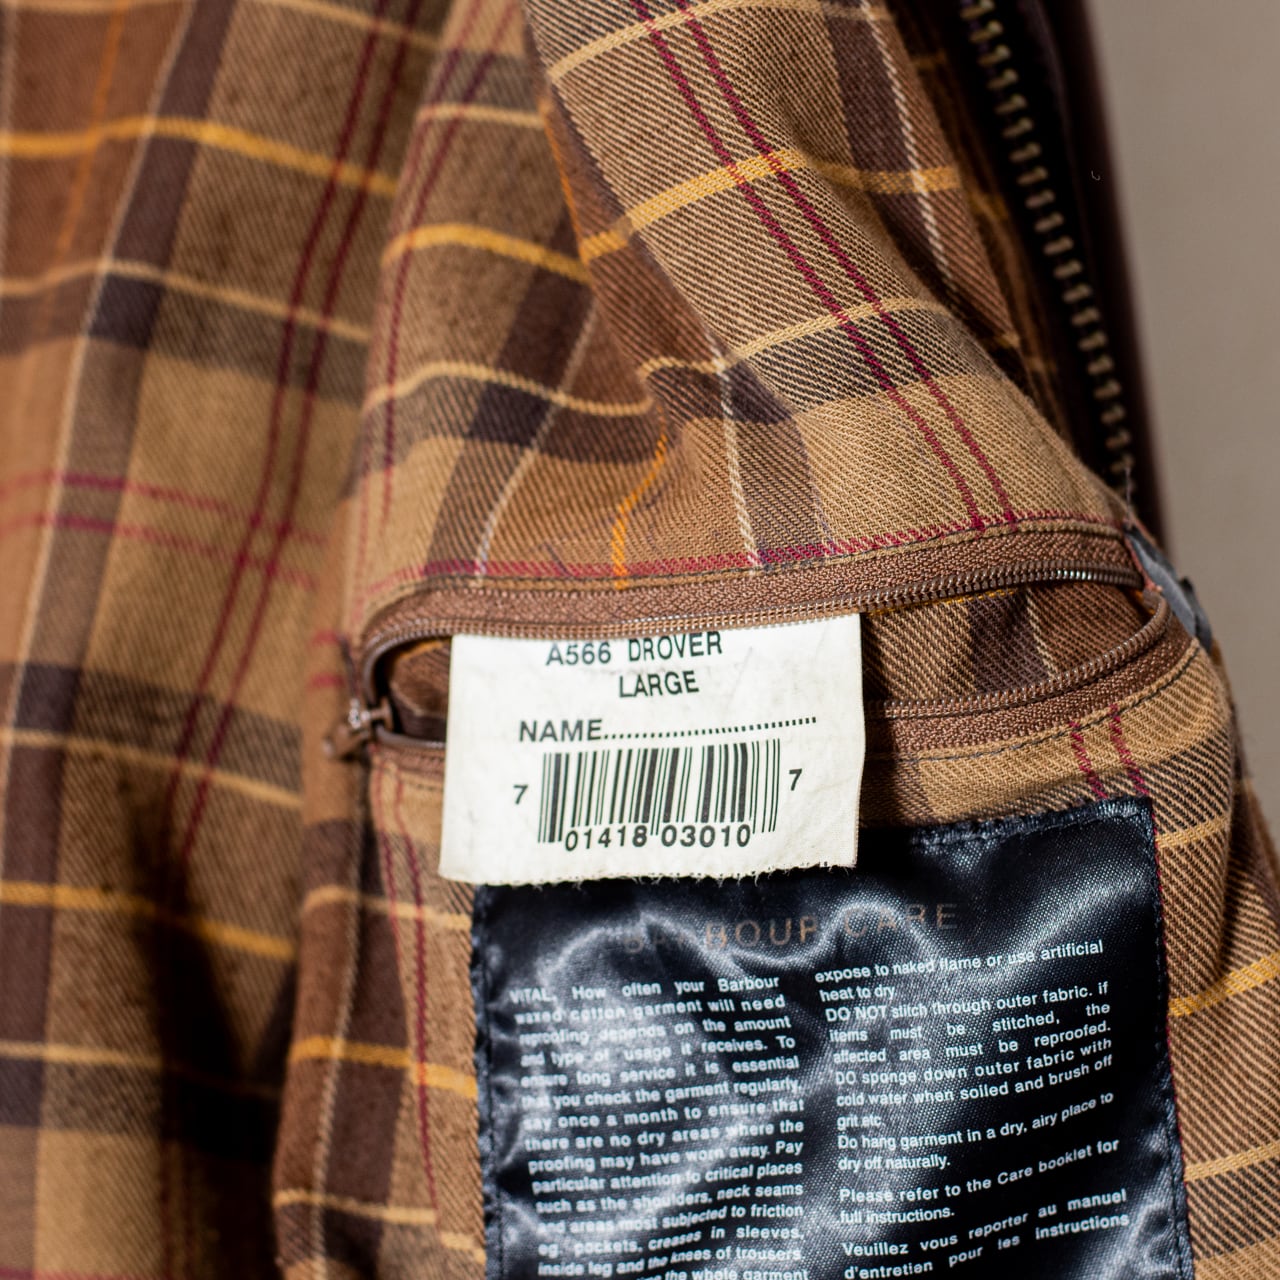 A566 DROVER
LARGE
NAME..............................
7 01418 03010 7
BARBOUR CARE
VITAL. How often your Barbour
waxed cotton garment will need
reproofing depends on the amount
and type of usage it receives. To
ensure long service it is essential
that you check the garment regularly,
say once a month to ensure that
there are no dry areas where the
proofing may have worn away. Pay
particular attention to critical places
such as the shoulders, neck seams
and areas most subjected to friction
eg. pockets, creases in sleeves,
inside leg and the knees of trousers.
the whole garment
expose to naked flame or use artificial
heat to dry.
DO NOT stitch through outer fabric. if
items must be stitched, the
affected area must be reproofed.
DO sponge down outer fabric with
cold water when soiled and brush off
grit etc.
Do hang garment in a dry, airy place to
dry off naturally.
Please refer to the Care booklet for
full instructions.
Veuillez vous reporter au manuel
d'entretien pour les instructions